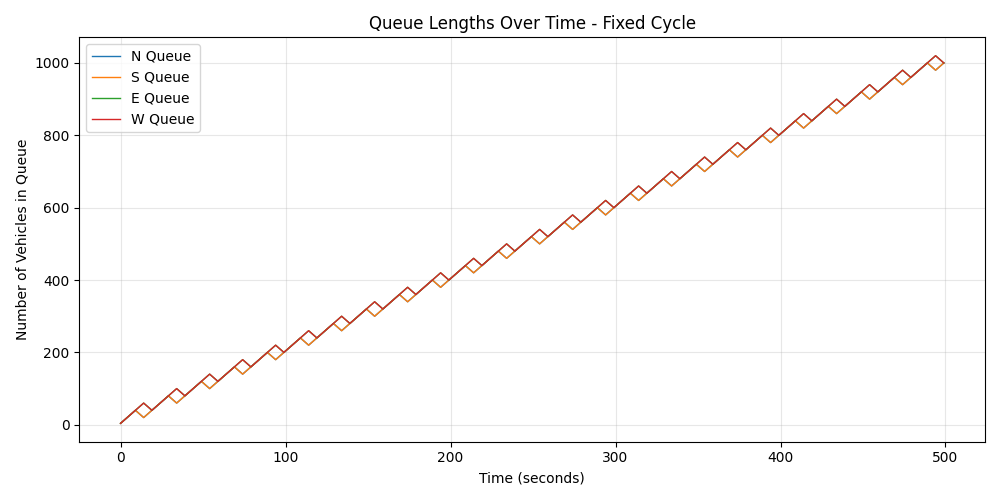 Queue Lengths Over Time - Fixed Cycle
N Queue
S Queue
E Queue
W Queue
Number of Vehicles in Queue
1000
800
600
400
200
0
0 100 200 300 400 500
Time (seconds)